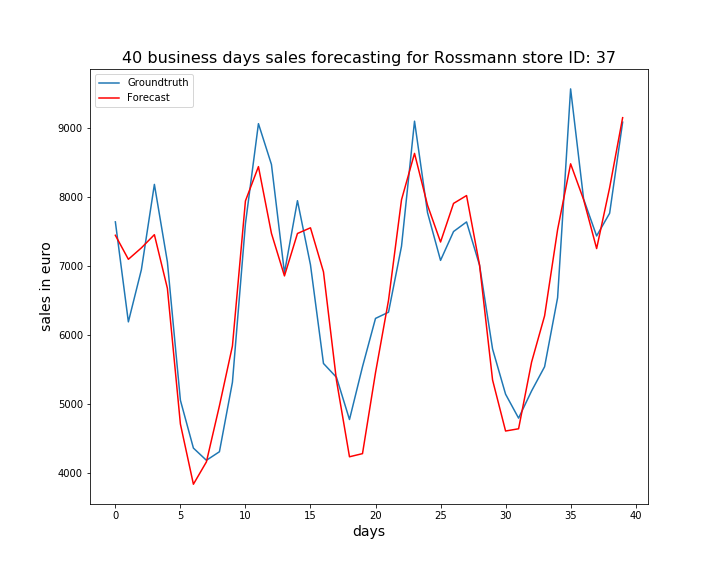 40 business days sales forecasting for Rossmann store ID: 37
Groundtruth
Forecast
9000
8000
7000
6000
5000
4000
sales in euro
0 5 10 15 20 25 30 35 40
days